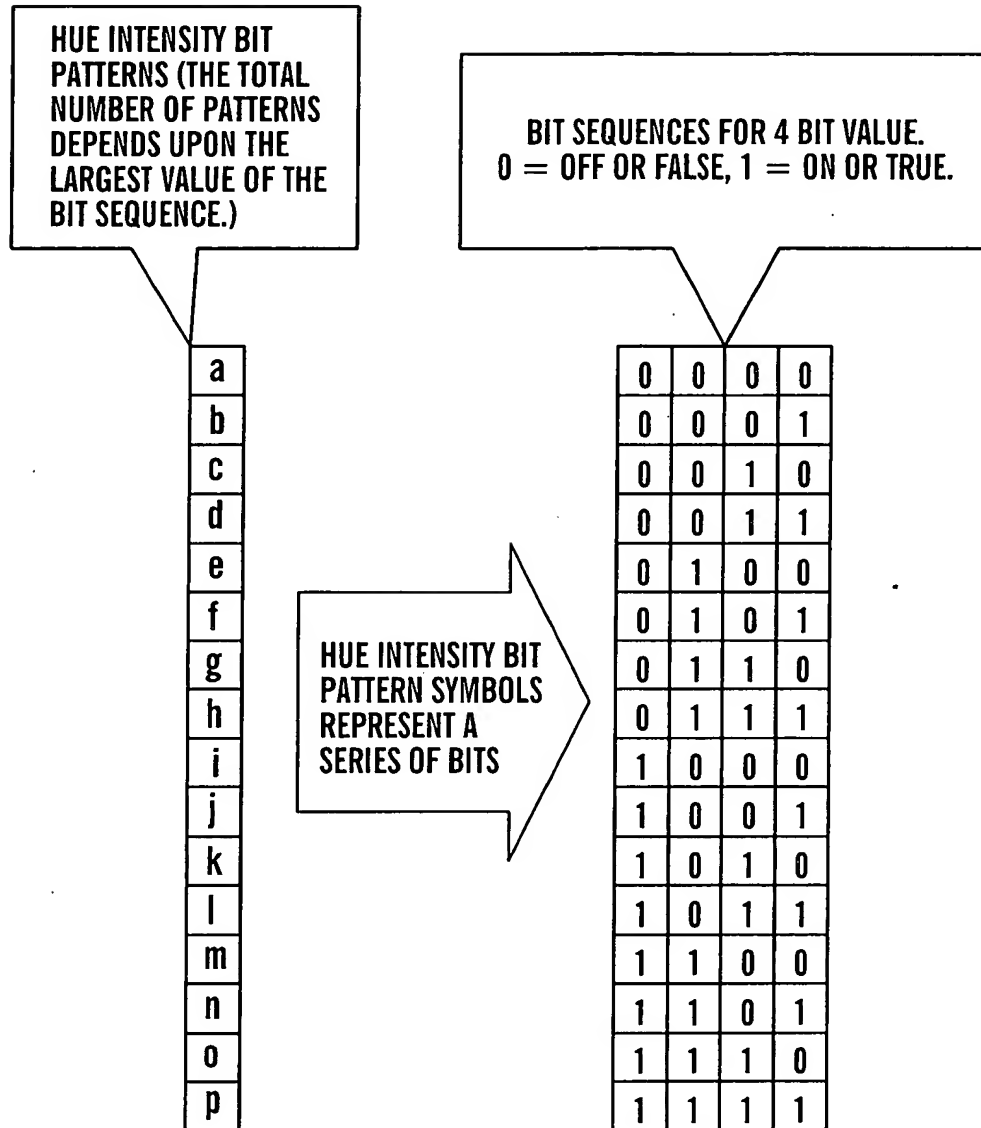 HUE INTENSITY BIT
PATTERNS (THE TOTAL
NUMBER OF PATTERNS
DEPENDS UPON THE
LARGEST VALUE OF THE
BIT SEQUENCE.)
BIT SEQUENCES FOR 4 BIT VALUE.
0 = OFF OR FALSE, 1 = ON OR TRUE.
a
b
c
d
e
f
g
h
i
j
k
l
m
n
o
p
HUE INTENSITY BIT
PATTERN SYMBOLS
REPRESENT A
SERIES OF BITS
0 0 0 0
0 0 0 1
0 0 1 0
0 0 1 1
0 1 0 0
0 1 0 1
0 1 1 0
0 1 1 1
1 0 0 0
1 0 0 1
1 0 1 0
1 0 1 1
1 1 0 0
1 1 0 1
1 1 1 0
1 1 1 1